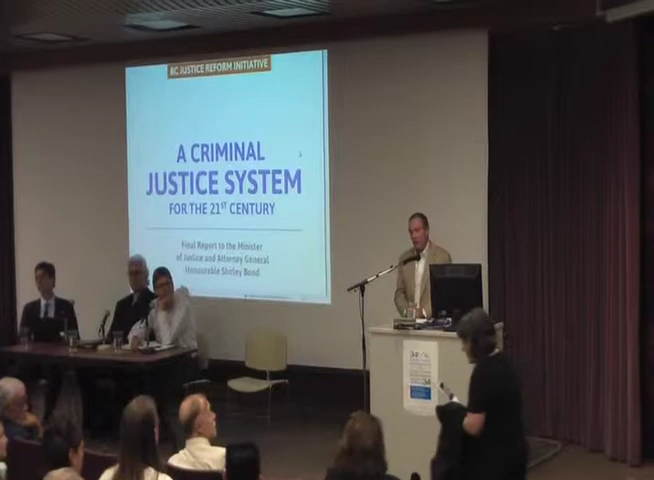 BC JUSTICE REFORM INITIATIVE
A CRIMINAL
JUSTICE SYSTEM
FOR THE 21ST CENTURY
Final Report to the Minister
of Justice and Attorney General
Honourable Shirley Bond